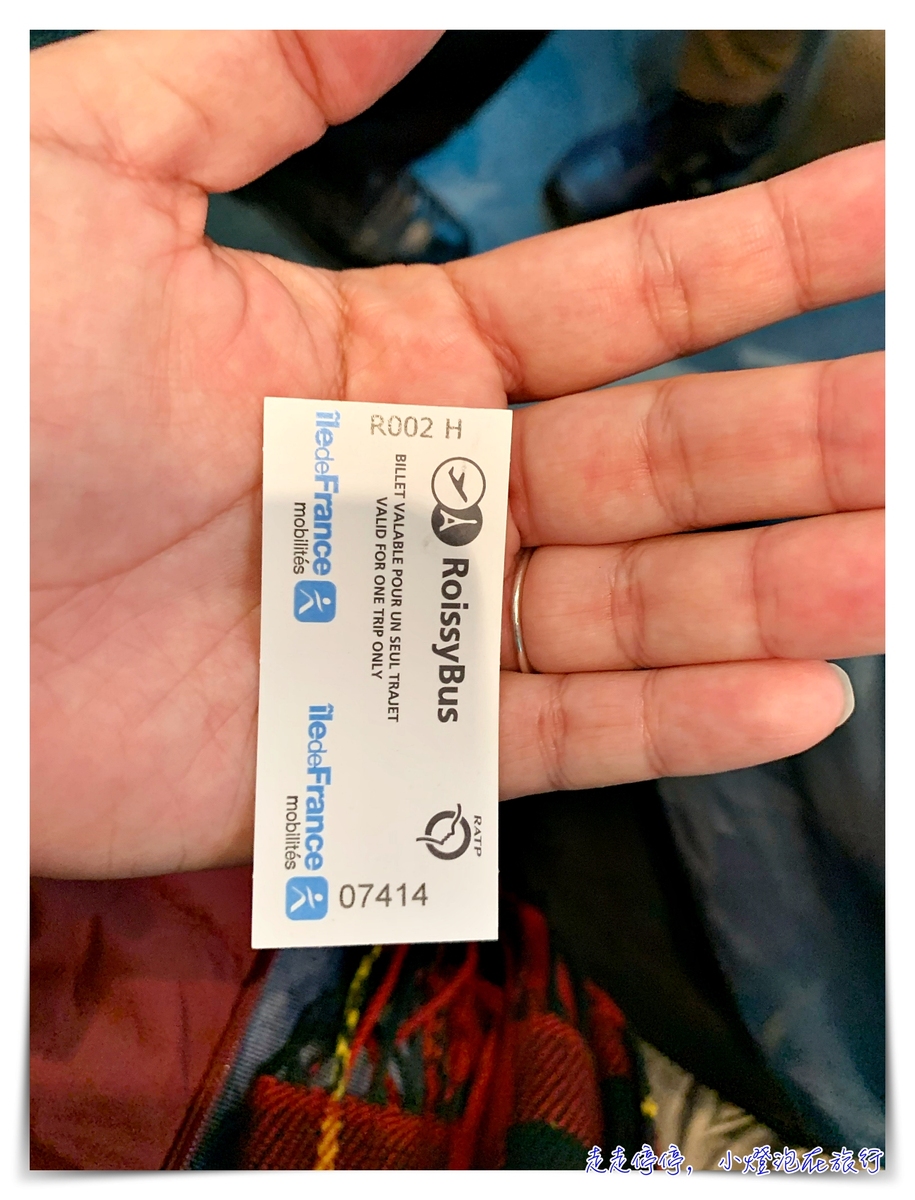 R002 H
RoissyBus
BILLET VALABLE POUR UN SEUL TRAJET
VALID FOR ONE TRIP ONLY
RATP
îledeFrance
mobilités
îledeFrance
mobilités
07414
走走停停， 小燈泡在旅行